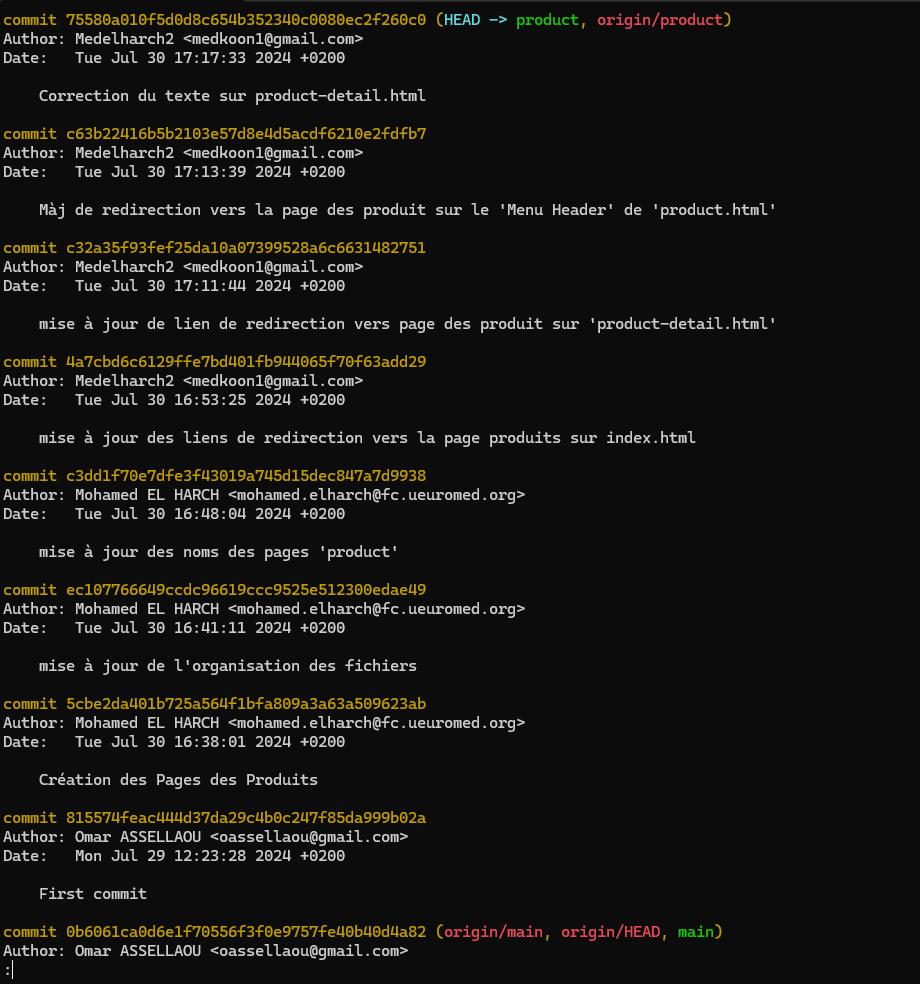 commit 75580a010f5d0d8c654b352340c0080ec2f260c0 (HEAD -> product, origin/product)
Author: Medelharch2 <medkoon1@gmail.com>
Date:   Tue Jul 30 17:17:33 2024 +0200
Correction du texte sur product-detail.html
commit c63b22416b5b2103e57d8e4d5acdf6210e2fdfb7
Author: Medelharch2 <medkoon1@gmail.com>
Date:   Tue Jul 30 17:13:39 2024 +0200
Màj de redirection vers la page des produit sur le 'Menu Header' de 'product.html'
commit c32a35f93fef25da10a07399528a6c6631482751
Author: Medelharch2 <medkoon1@gmail.com>
Date:   Tue Jul 30 17:11:44 2024 +0200
mise à jour de lien de redirection vers page des produit sur 'product-detail.html'
commit 4a7cbd6c6129ffe7bd401fb944065f70f63add29
Author: Medelharch2 <medkoon1@gmail.com>
Date:   Tue Jul 30 16:53:25 2024 +0200
mise à jour des liens de redirection vers la page produits sur index.html
commit c3dd1f70e7dfe3f43019a745d15dec847a7d9938
Author: Mohamed EL HARCH <mohamed.elharch@fc.ueuromed.org>
Date:   Tue Jul 30 16:48:04 2024 +0200
mise à jour des noms des pages 'product'
commit ec107766649ccdc96619ccc9525e512300edae49
Author: Mohamed EL HARCH <mohamed.elharch@fc.ueuromed.org>
Date:   Tue Jul 30 16:41:11 2024 +0200
mise à jour de l'organisation des fichiers
commit 5cbe2da401b725a564f1bfa809a3a63a509623ab
Author: Mohamed EL HARCH <mohamed.elharch@fc.ueuromed.org>
Date:   Tue Jul 30 16:38:01 2024 +0200
Création des Pages des Produits
commit 815574feac444d37da29c4b0c247f85da999b02a
Author: Omar ASSELLAOU <oassellaou@gmail.com>
Date:   Mon Jul 29 12:23:28 2024 +0200
First commit
commit 0b6061ca0d6e1f70556f3f0e9757fe40b40d4a82 (origin/main, origin/HEAD, main)
Author: Omar ASSELLAOU <oassellaou@gmail.com>
: